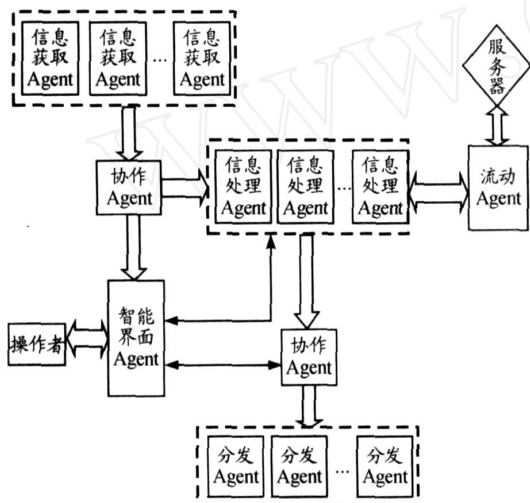 信息 信息 信息
获取 获取 获取
Agent Agent … Agent
服务器
协作
Agent
信息 信息 信息
处理 处理 … 处理
Agent Agent Agent
流动
Agent
智能
界面
Agent
操作者
协作
Agent
分发 分发 分发
Agent Agent … Agent